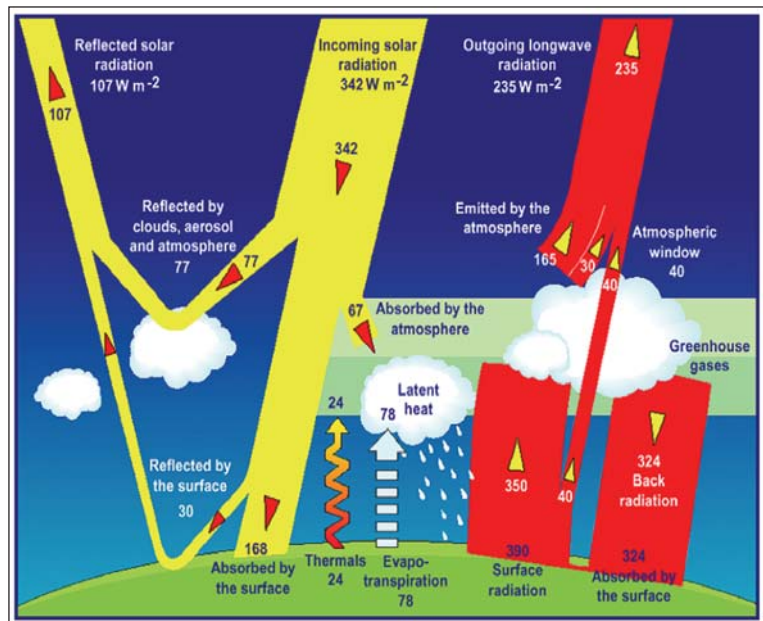 Reflected solar
radiation
107 W m-2
107
Incoming solar
radiation
342 W m-2
342
Outgoing longwave
radiation
235 W m-2
235
Reflected by
clouds, aerosol
and atmosphere
77
77
Emitted by the
atmosphere
165
30
40
Atmospheric
window
40
67
Absorbed by the
atmosphere
Greenhouse
gases
Latent
heat
78
24
Reflected by
the surface
30
350
40
324
Back
radiation
168
Absorbed by
the surface
Thermals
24
Evapo-
transpiration
78
390
Surface
radiation
324
Absorbed by
the surface